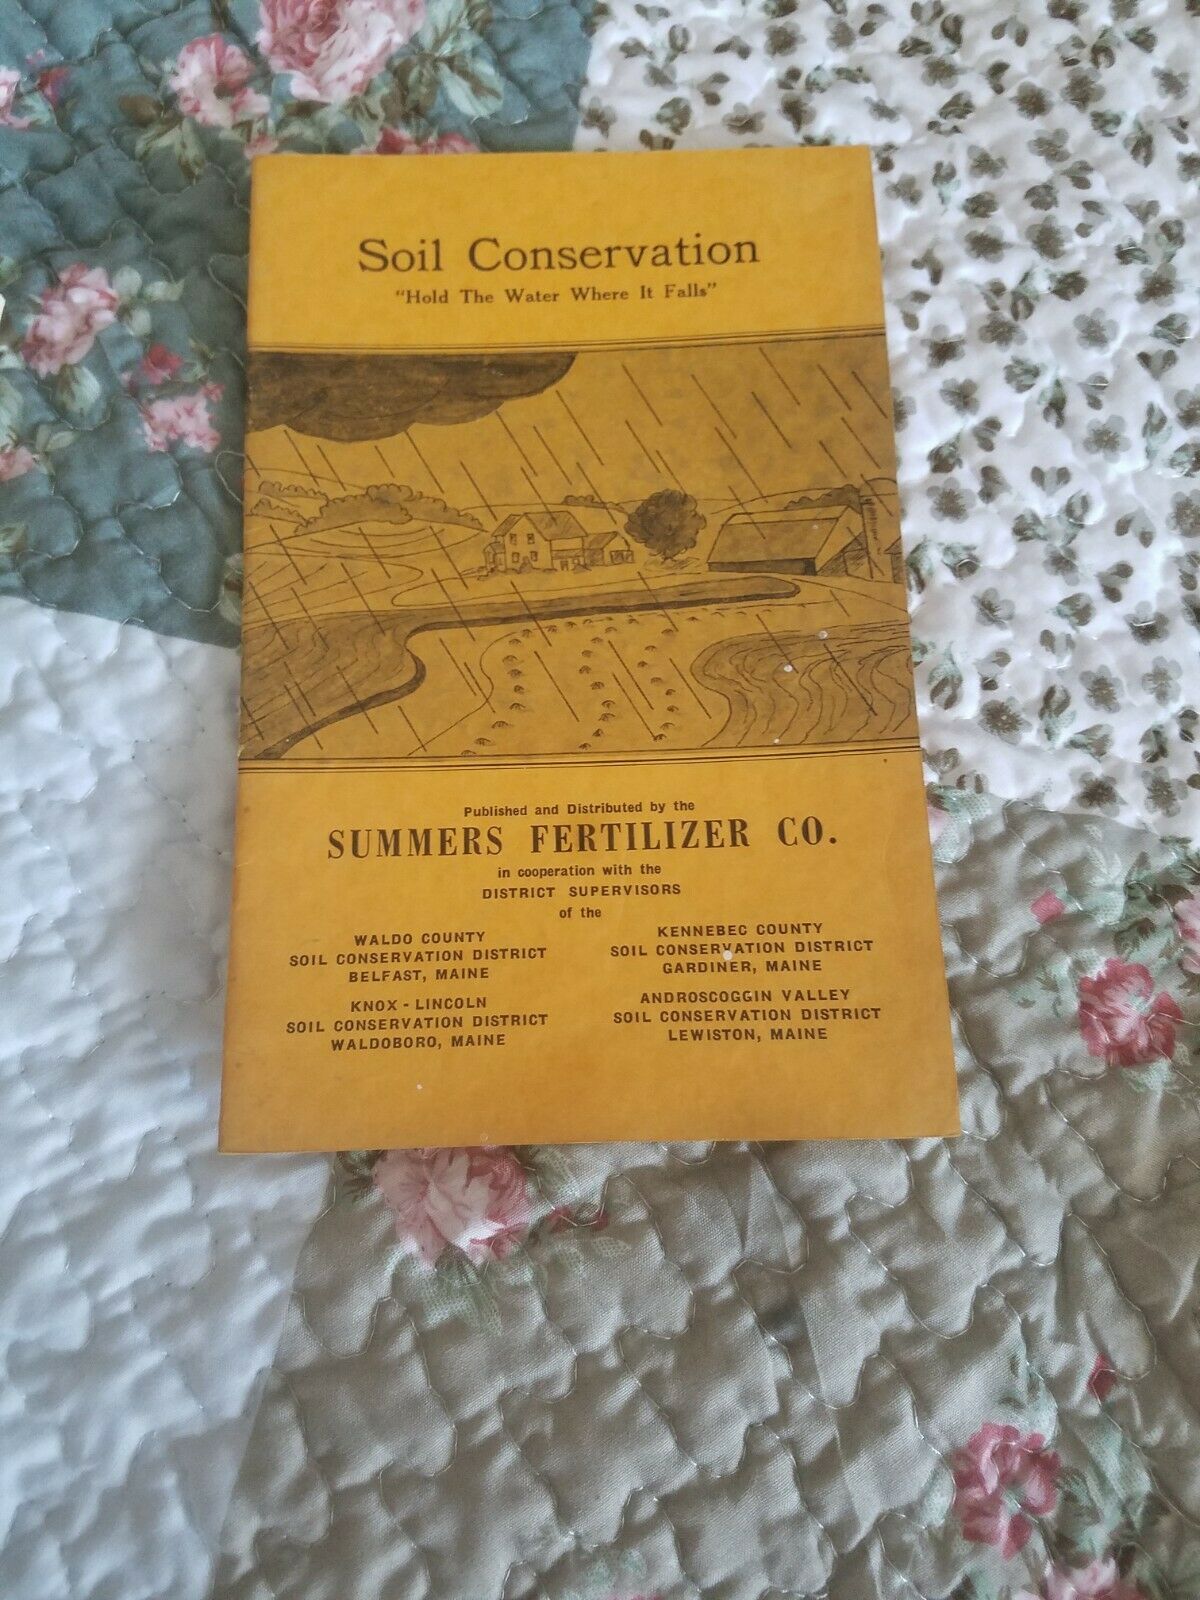 Soil Conservation
"Hold The Water Where It Falls"
Published and Distributed by the
SUMMERS FERTILIZER CO.
in cooperation with the
DISTRICT SUPERVISORS
of the
WALDO COUNTY
SOIL CONSERVATION DISTRICT
BELFAST, MAINE
KENNEBEC COUNTY
SOIL CONSERVATION DISTRICT
GARDINER, MAINE
KNOX - LINCOLN
SOIL CONSERVATION DISTRICT
WALDOBORO, MAINE
ANDROSCOGGIN VALLEY
SOIL CONSERVATION DISTRICT
LEWISTON, MAINE